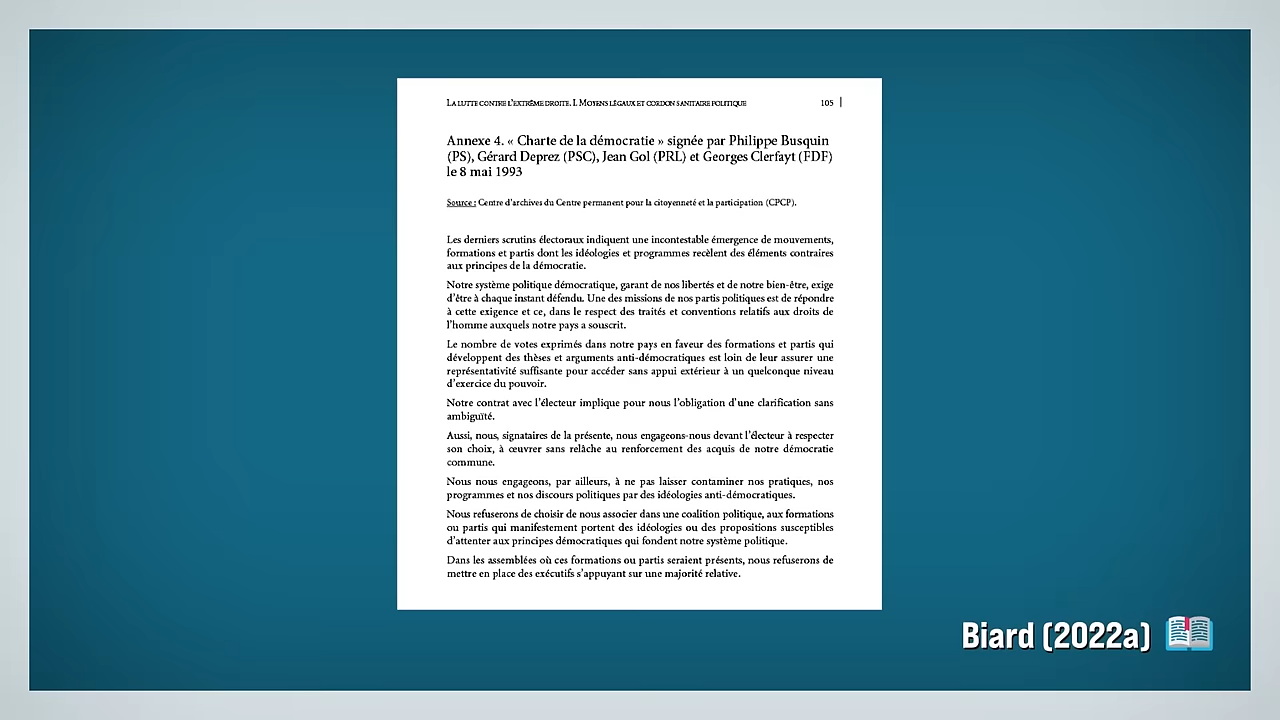 La lutte contre l'extrême droite. I. Moyens légaux et cordon sanitaire politique 105
Annexe 4. « Charte de la démocratie » signée par Philippe Busquin
(PS), Gérard Deprez (PSC), Jean Gol (PRL) et Georges Clerfayt (FDF)
le 8 mai 1993
Source : Centre d'archives du Centre permanent pour la citoyenneté et la participation (CPCP).
Les derniers scrutins électoraux indiquent une incontestable émergence de mouvements,
formations et partis dont les idéologies et programmes recèlent des éléments contraires
aux principes de la démocratie.
Notre système politique démocratique, garant de nos libertés et de notre bien-être, exige
d'être à chaque instant défendu. Une des missions de nos partis politiques est de répondre
à cette exigence et ce, dans le respect des traités et conventions relatifs aux droits de
l'homme auxquels notre pays a souscrit.
Le nombre de votes exprimés dans notre pays en faveur des formations et partis qui
développent des thèses et arguments anti-démocratiques est loin de leur assurer une
représentativité suffisante pour accéder sans appui extérieur à un quelconque niveau
d'exercice du pouvoir.
Notre contrat avec l'électeur implique pour nous l'obligation d'une clarification sans
ambiguïté.
Aussi, nous, signataires de la présente, nous engageons-nous devant l'électeur à respecter
son choix, à œuvrer sans relâche au renforcement des acquis de notre démocratie
commune.
Nous nous engageons, par ailleurs, à ne pas laisser contaminer nos pratiques, nos
programmes et nos discours politiques par des idéologies anti-démocratiques.
Nous refuserons de choisir de nous associer dans une coalition politique, aux formations
ou partis qui manifestement portent des idéologies ou des propositions susceptibles
d'attenter aux principes démocratiques qui fondent notre système politique.
Dans les assemblées où ces formations ou partis seraient présents, nous refuserons de
mettre en place des exécutifs s'appuyant sur une majorité relative.
Biard (2022a)